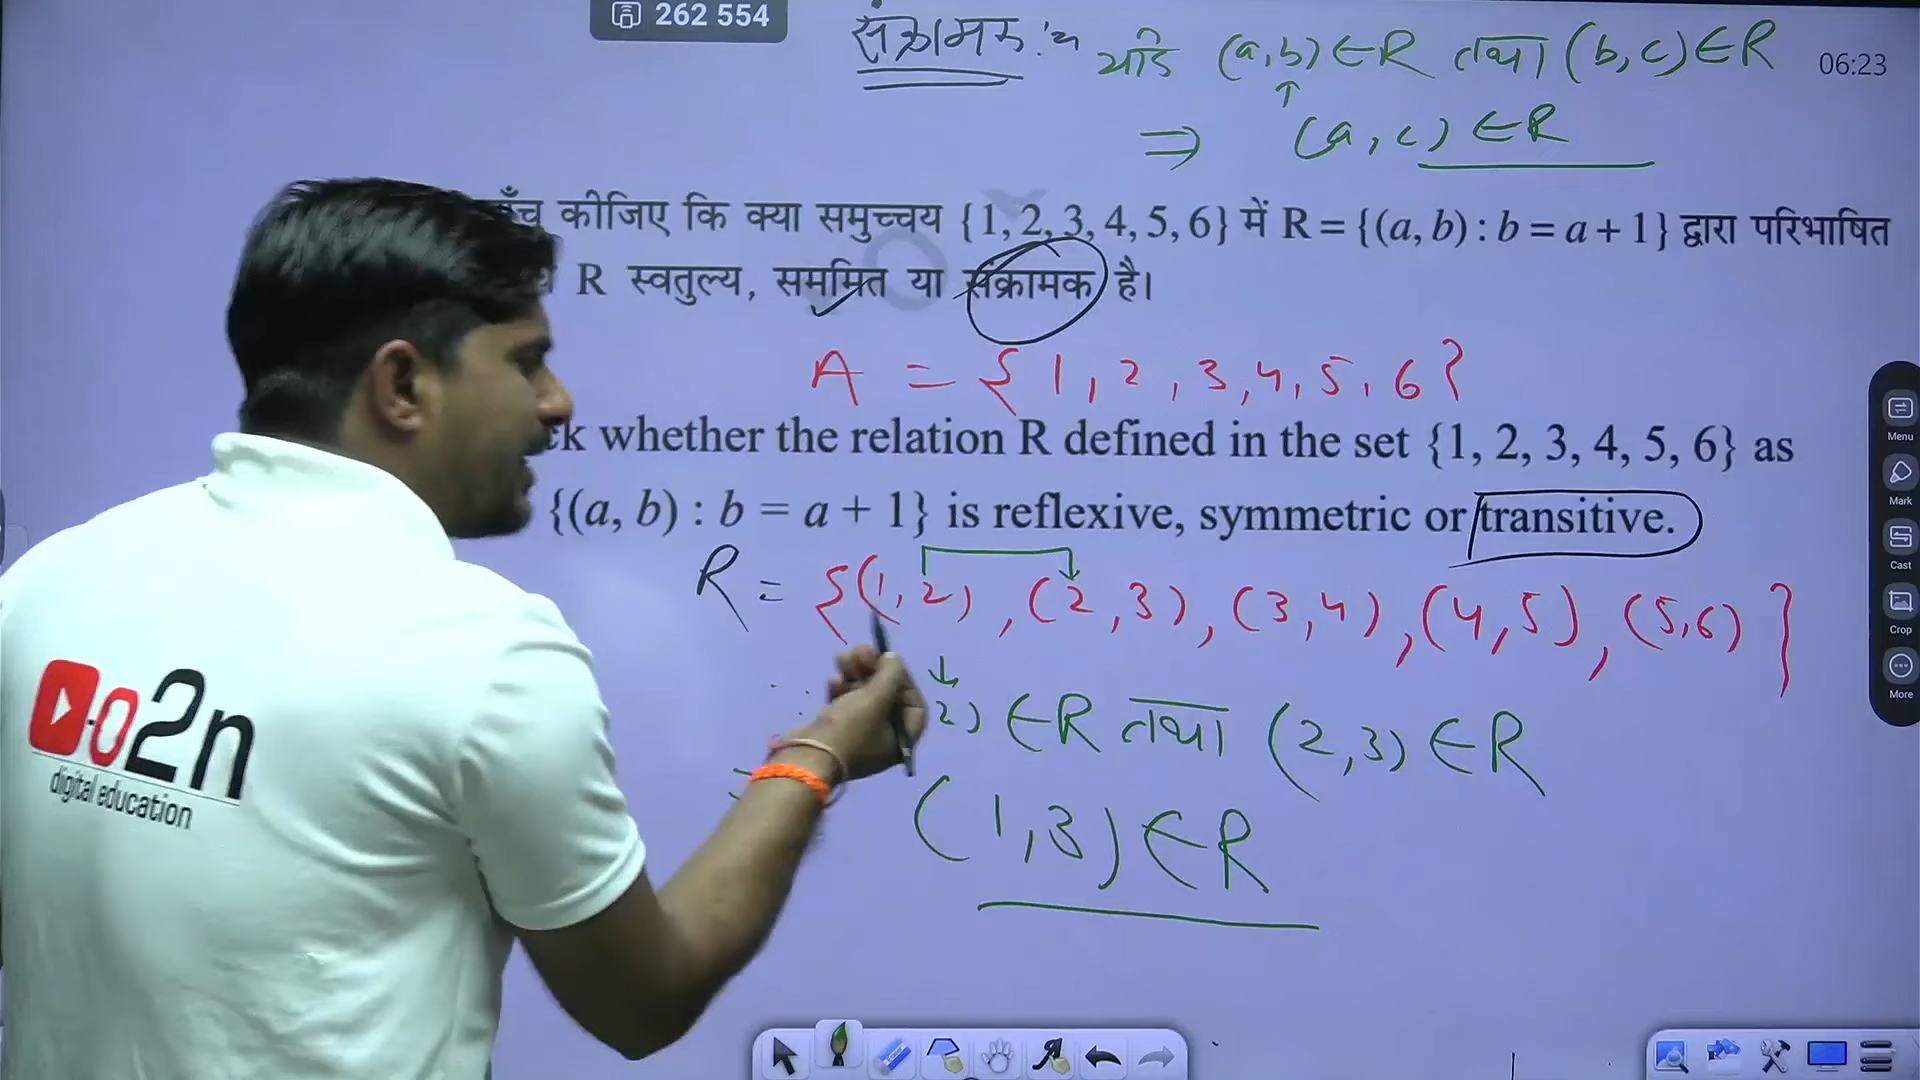 262 554
संक्रामक :- यदि (a,b) ∈ R तथा (b,c) ∈ R
06:23
⇒ (a,c) ∈ R
ाँच कीजिए कि क्या समुच्चय {1, 2, 3, 4, 5, 6} में R = {(a, b) : b = a + 1} द्वारा परिभाषित
R स्वतुल्य, सममित या संक्रामक है।
A = {1, 2, 3, 4, 5, 6}
ck whether the relation R defined in the set {1, 2, 3, 4, 5, 6} as
{(a, b) : b = a + 1} is reflexive, symmetric or transitive.
R = {(1,2), (2,3), (3,4), (4,5), (5,6)}
2) ∈ R तथा (2,3) ∈ R
(1,3) ∈ R
o2n
digital education
Menu
Mark
Cast
Crop
More